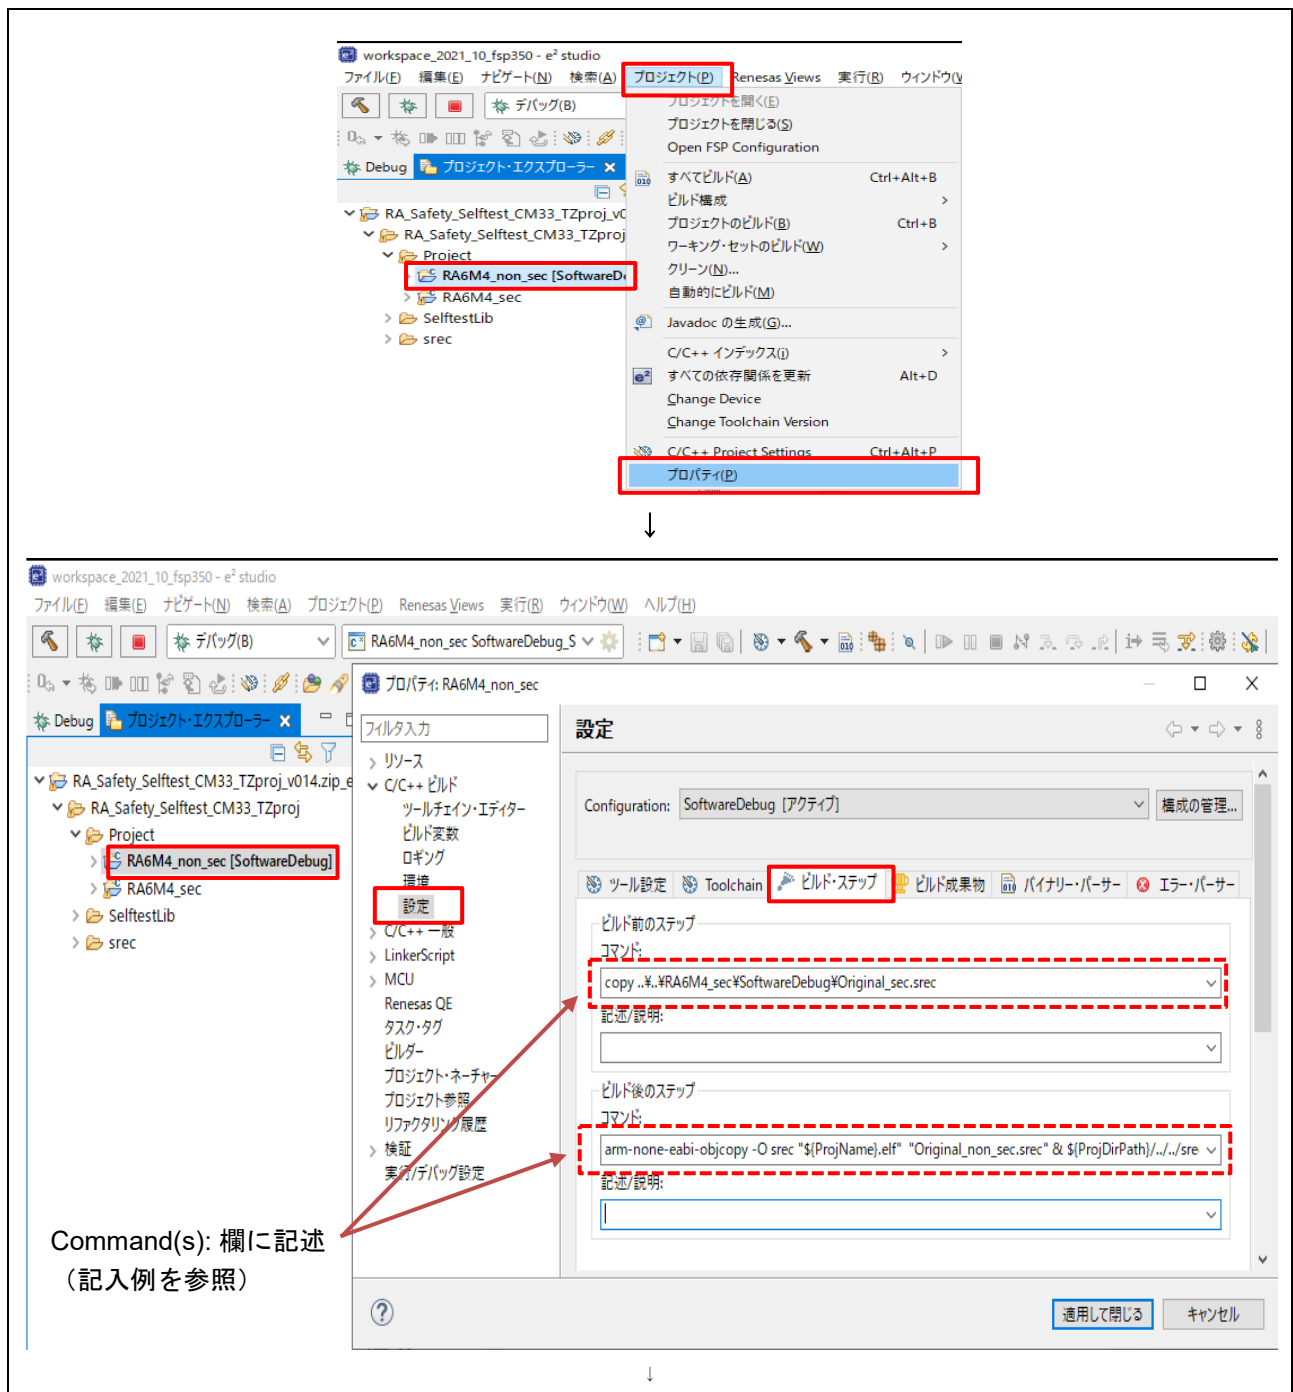 workspace_2021_10_fsp350 - e² studio
ファイル(F) 編集(E) ナビゲート(N) 検索(A) プロジェクト(P) Renesas Views 実行(R) ウィンドウ(W
デバッグ(B)
Debug プロジェクト・エクスプローラー
RA_Safety_Selftest_CM33_TZproj_v0
RA_Safety_Selftest_CM33_TZproj
Project
RA6M4_non_sec [SoftwareD
RA6M4_sec
SelftestLib
srec
プロジェクトを開く(E)
プロジェクトを閉じる(S)
Open FSP Configuration
すべてビルド(A) Ctrl+Alt+B
ビルド構成
プロジェクトのビルド(B) Ctrl+B
ワーキング・セットのビルド(W)
クリーン(N)...
自動的にビルド(M)
Javadoc の生成(G)...
C/C++ インデックス(i)
すべての依存関係を更新 Alt+D
Change Device
Change Toolchain Version
C/C++ Project Settings Ctrl+Alt+P
プロパティ(P)
↓
workspace_2021_10_fsp350 - e² studio
ファイル(F) 編集(E) ナビゲート(N) 検索(A) プロジェクト(P) Renesas Views 実行(R) ウィンドウ(W) ヘルプ(H)
デバッグ(B) RA6M4_non_sec SoftwareDebug_S
Debug プロジェクト・エクスプローラー
RA_Safety_Selftest_CM33_TZproj_v014.zip_e
RA_Safety_Selftest_CM33_TZproj
Project
RA6M4_non_sec [SoftwareDebug]
RA6M4_sec
SelftestLib
srec
プロパティ: RA6M4_non_sec
フィルタ入力
リソース
C/C++ ビルド
ツールチェイン・エディター
ビルド変数
ロギング
環境
設定
C/C++ 一般
LinkerScript
MCU
Renesas QE
タスク・タグ
ビルダー
プロジェクト・ネーチャー
プロジェクト参照
リファクタリング履歴
検証
実行/デバッグ設定
設定
Configuration: SoftwareDebug [アクティブ] 構成の管理...
ツール設定 Toolchain ビルド・ステップ ビルド成果物 バイナリー・パーサー エラー・パーサー
ビルド前のステップ
コマンド:
copy ..¥..¥RA6M4_sec¥SoftwareDebug¥Original_sec.srec
記述/説明:
ビルド後のステップ
コマンド:
arm-none-eabi-objcopy -O srec "${ProjName}.elf" "Original_non_sec.srec" & ${ProjDirPath}/../../sre
記述/説明:
Command(s): 欄に記述
（記入例を参照）
適用して閉じる キャンセル
↓